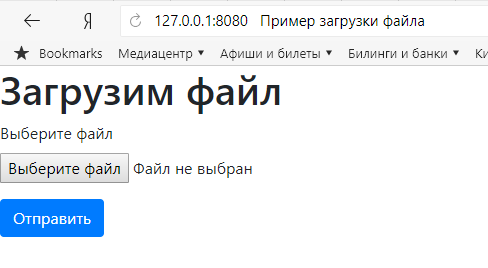 Я 127.0.0.1:8080 Пример загрузки файла
Bookmarks Медиацентр Афиши и билеты Билинги и банки Ки
Загрузим файл
Выберите файл
Выберите файл Файл не выбран
Отправить